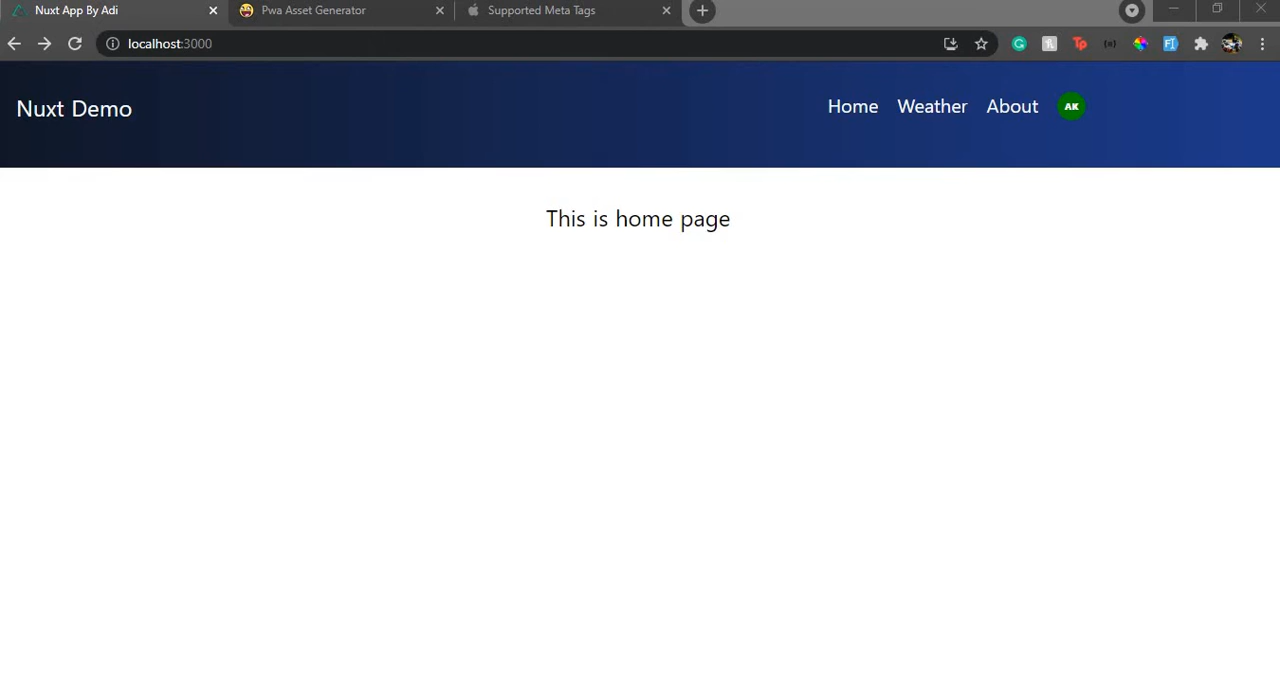 Nuxt App By Adi
Pwa Asset Generator
Supported Meta Tags
localhost:3000
Nuxt Demo
Home
Weather
About
AK
This is home page